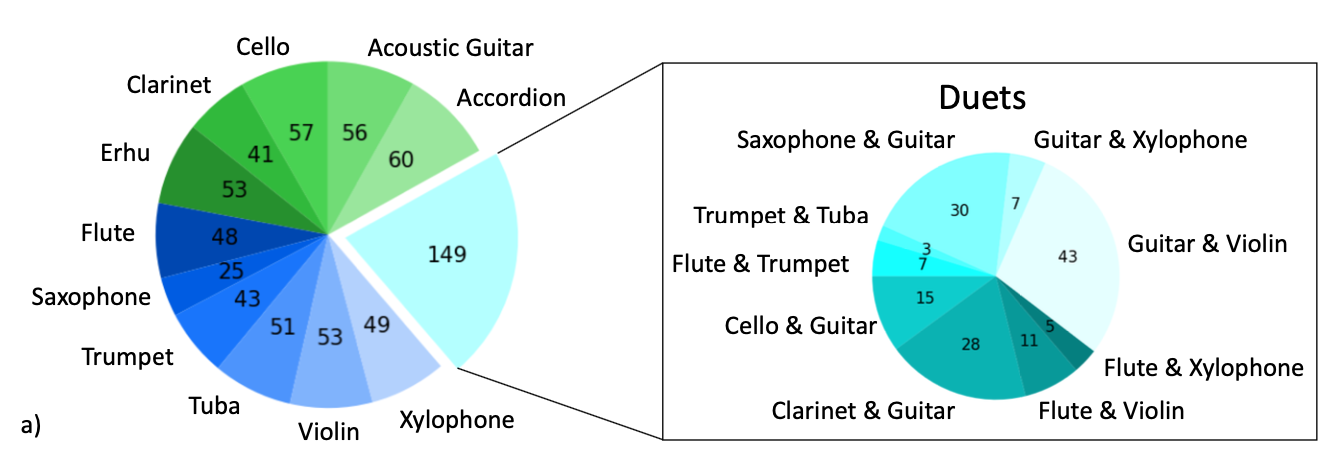 Cello
Acoustic Guitar
Clarinet
Accordion
Erhu
Flute
Saxophone
Trumpet
Tuba
Violin
Xylophone
57
56
41
60
53
48
25
43
51
53
49
149
a)
Duets
Saxophone & Guitar
Guitar & Xylophone
Trumpet & Tuba
Guitar & Violin
Flute & Trumpet
Cello & Guitar
Flute & Xylophone
Clarinet & Guitar
Flute & Violin
30
7
43
3
7
15
28
11
5